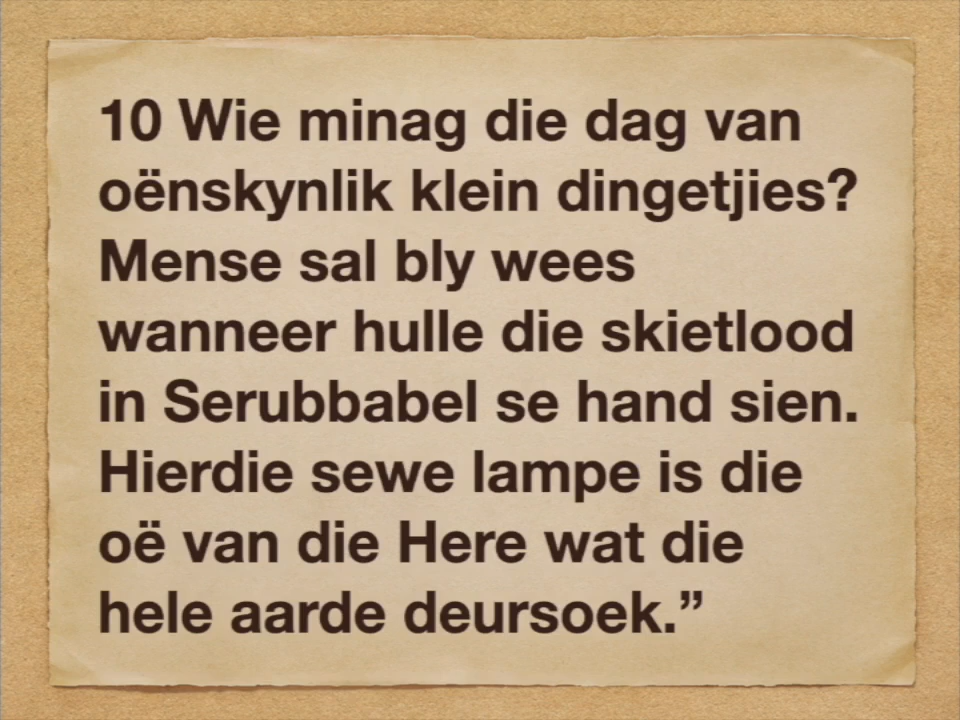 10 Wie minag die dag van
oënskynlik klein dingetjies?
Mense sal bly wees
wanneer hulle die skietlood
in Serubbabel se hand sien.
Hierdie sewe lampe is die
oë van die Here wat die
hele aarde deursoek.”